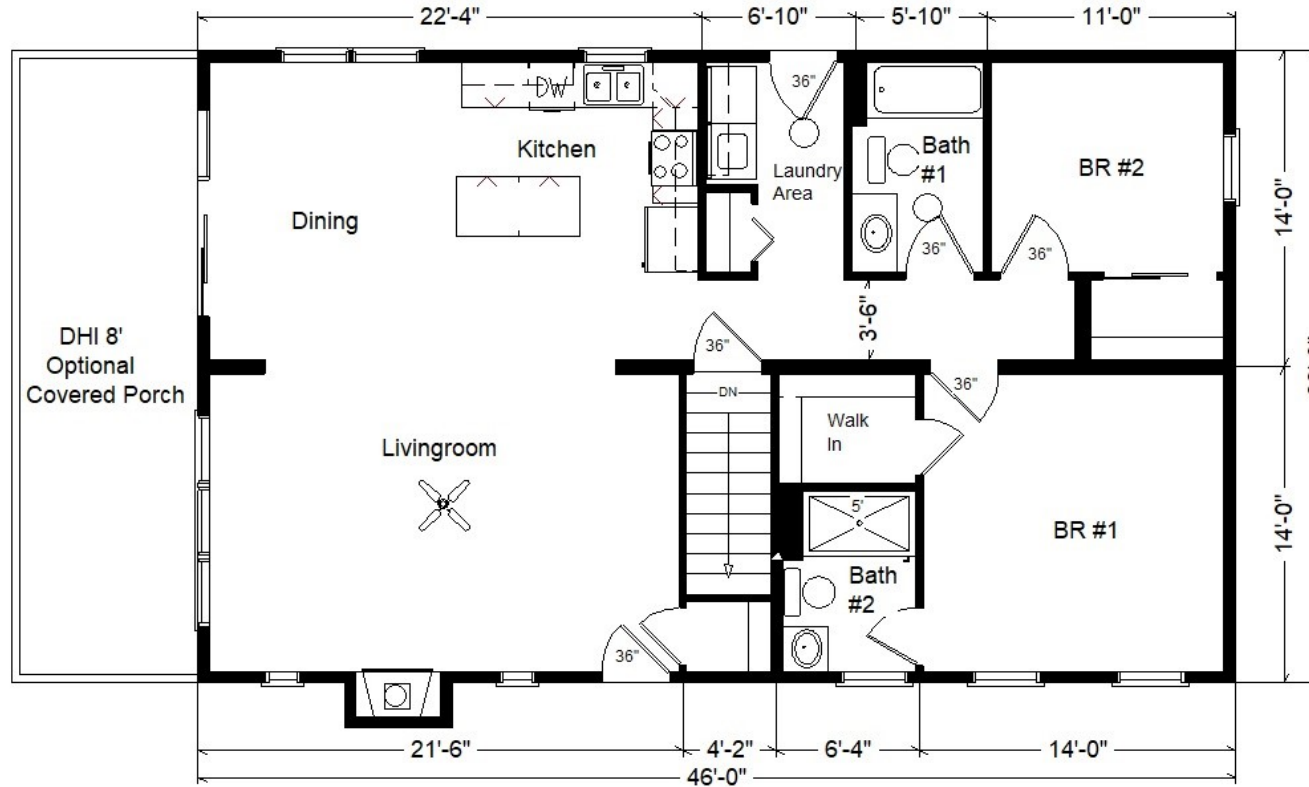 22'-4"
6'-10"
5'-10"
11'-0"
DW
36"
Kitchen
Bath
#1
BR #2
Laundry
Area
Dining
14'-0"
36"
36"
3'-6"
DHI 8'
Optional
Covered Porch
36"
36"
DN
Walk
In
Livingroom
5'
BR #1
14'-0"
Bath
#2
36"
21'-6"
4'-2"
6'-4"
14'-0"
46'-0"